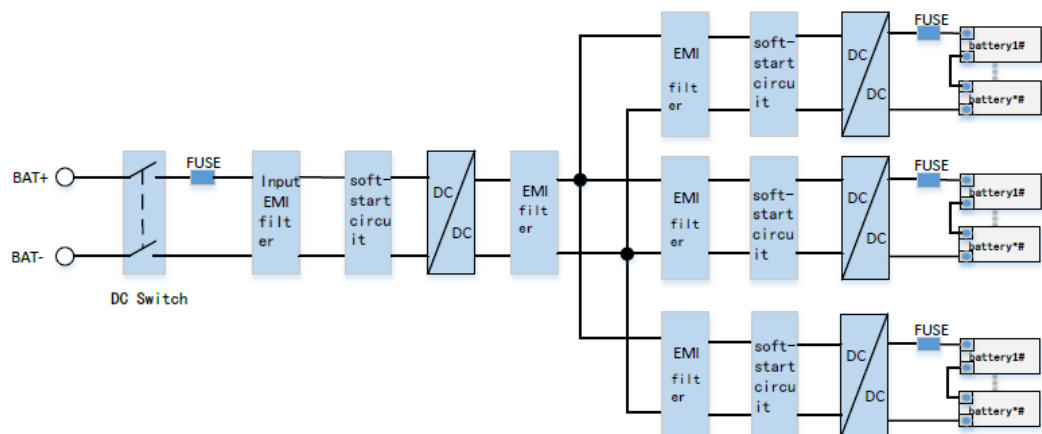 FUSE
EMI
filt
er
soft-
start
circ
uit
DC
DC
battery1#
battery*#
BAT+
BAT-
DC Switch
FUSE
Input
EMI
filt
er
soft-
start
circu
it
DC
DC
EMI
filt
er
EMI
filt
er
soft-
start
circu
it
DC
DC
FUSE
battery1#
battery*#
EMI
filt
er
soft-
start
circu
it
DC
DC
FUSE
battery1#
battery*#